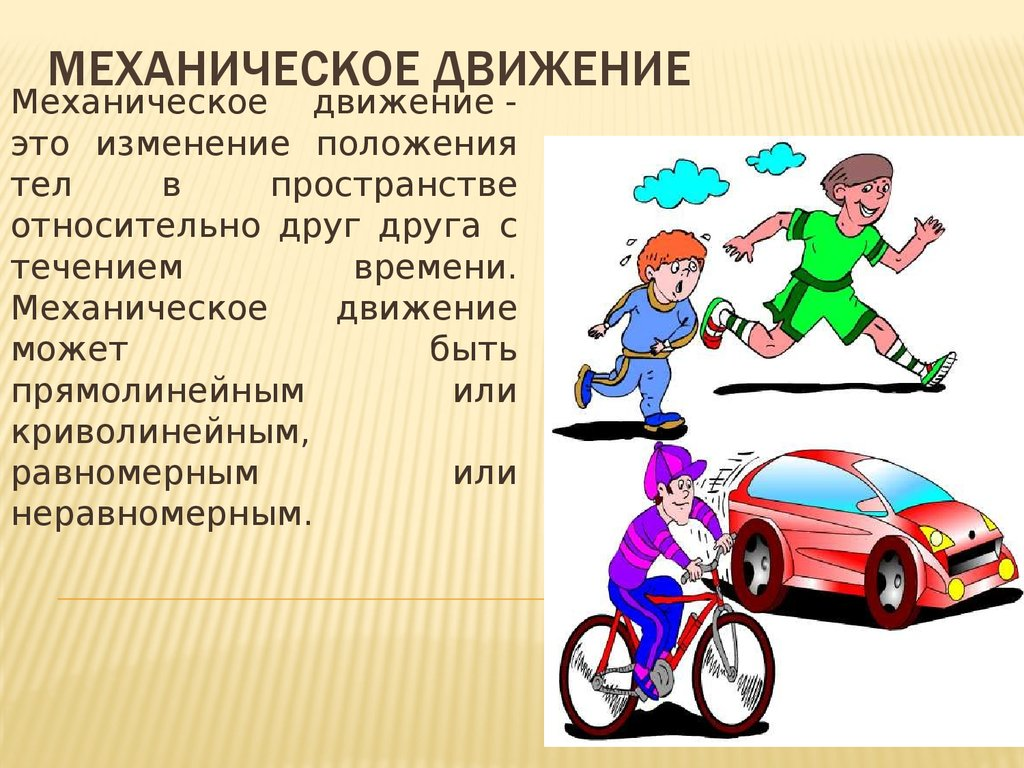 МЕХАНИЧЕСКОЕ ДВИЖЕНИЕ
Механическое движение -
это изменение положения
тел в пространстве
относительно друг друга с
течением времени.
Механическое движение
может быть
прямолинейным или
криволинейным,
равномерным или
неравномерным.